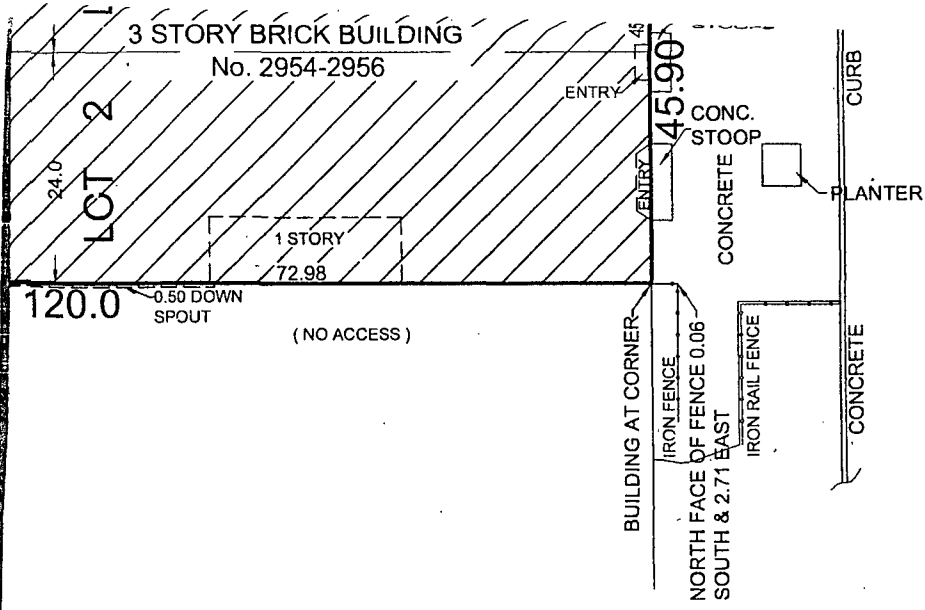 3 STORY BRICK BUILDING
No. 2954-2956
45
45.90
ENTRY
CONC.
STOOP
CURB
LOT 2
24.0
ENTRY
CONCRETE
PLANTER
1 STORY
72.98
120.0
0.50 DOWN
SPOUT
( NO ACCESS )
BUILDING AT CORNER
IRON FENCE
NORTH FACE OF FENCE 0.06
SOUTH & 2.71 EAST
IRON RAIL FENCE
CONCRETE